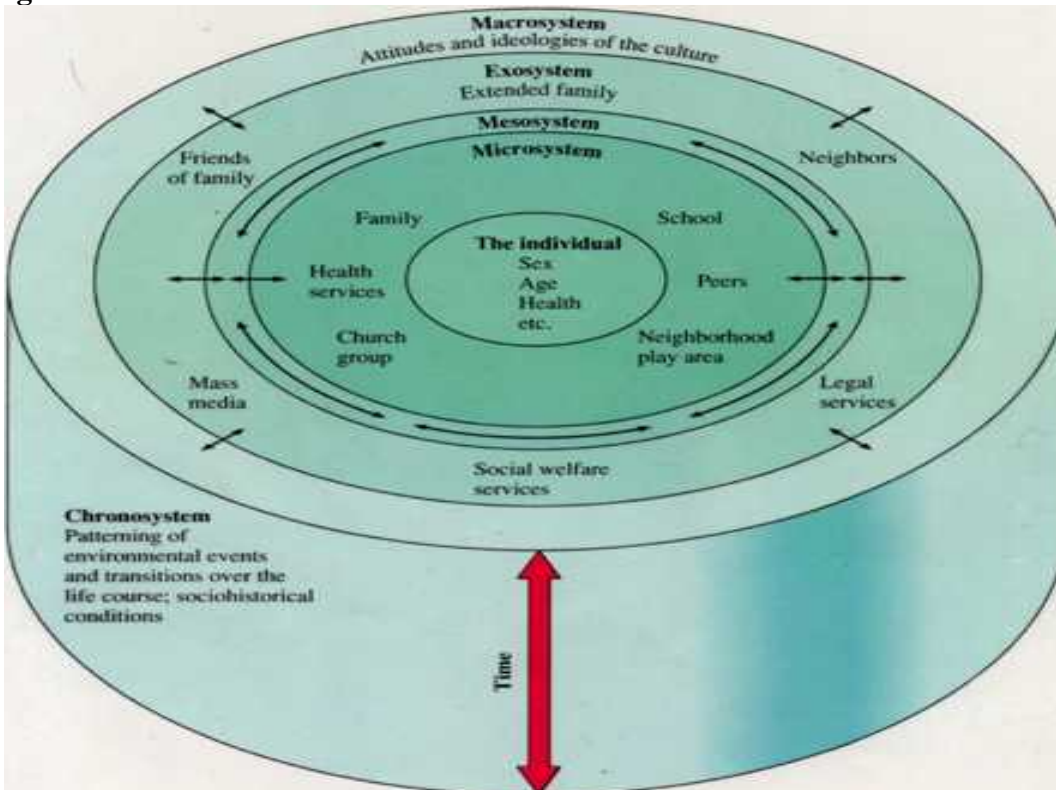 Macrosystem
Attitudes and ideologies of the culture
Exosystem
Extended family
Mesosystem
Microsystem
Friends
of family
Neighbors
Family
School
The individual
Sex
Age
Health
etc.
Health
services
Peers
Church
group
Neighborhood
play area
Mass
media
Legal
services
Social welfare
services
Chronosystem
Patterning of
environmental events
and transitions over the
life course; sociohistorical
conditions
Time